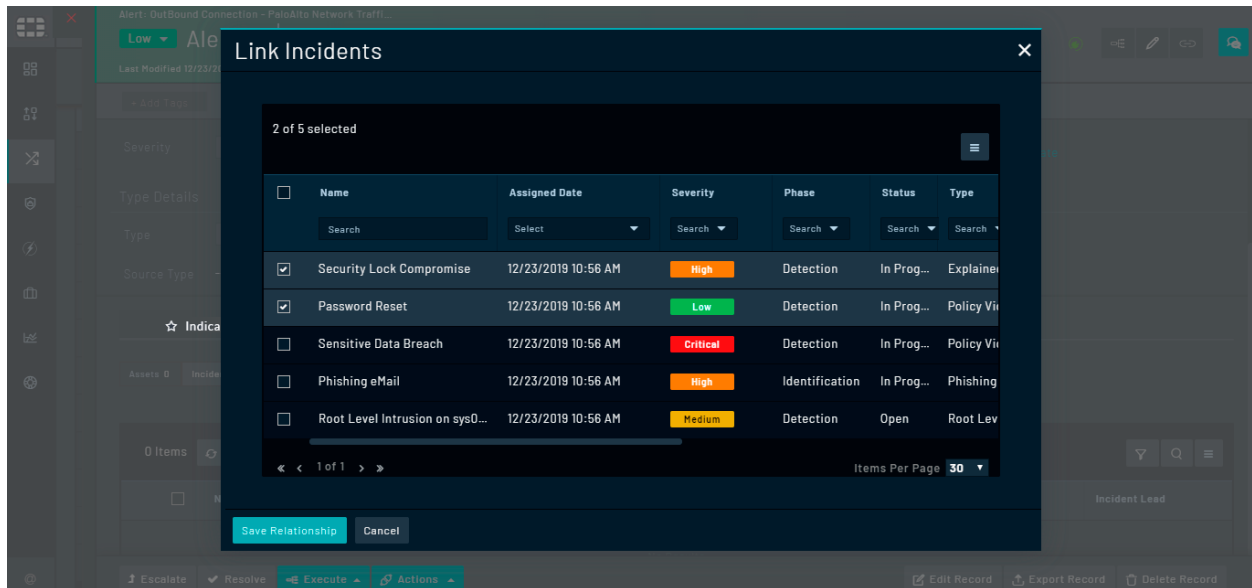 Alert: OutBound Connection - PaloAlto Network Traffi...
Low Ale
Last Modified 12/23/20
+ Add Tags
Severity
Type Details
Type
Source Type
Indica
Assets 0 Incide
0 Items
Incident Lead
Link Incidents
2 of 5 selected
Name Assigned Date Severity Phase Status Type
Search Select Search Search Search Search
Security Lock Compromise 12/23/2019 10:56 AM High Detection In Prog... Explained
Password Reset 12/23/2019 10:56 AM Low Detection In Prog... Policy Vi
Sensitive Data Breach 12/23/2019 10:56 AM Critical Detection In Prog... Policy Vi
Phishing eMail 12/23/2019 10:56 AM High Identification In Prog... Phishing
Root Level Intrusion on sys0... 12/23/2019 10:56 AM Medium Detection Open Root Lev
1 of 1 Items Per Page 30
Save Relationship Cancel
Escalate Resolve Execute Actions Edit Record Export Record Delete Record